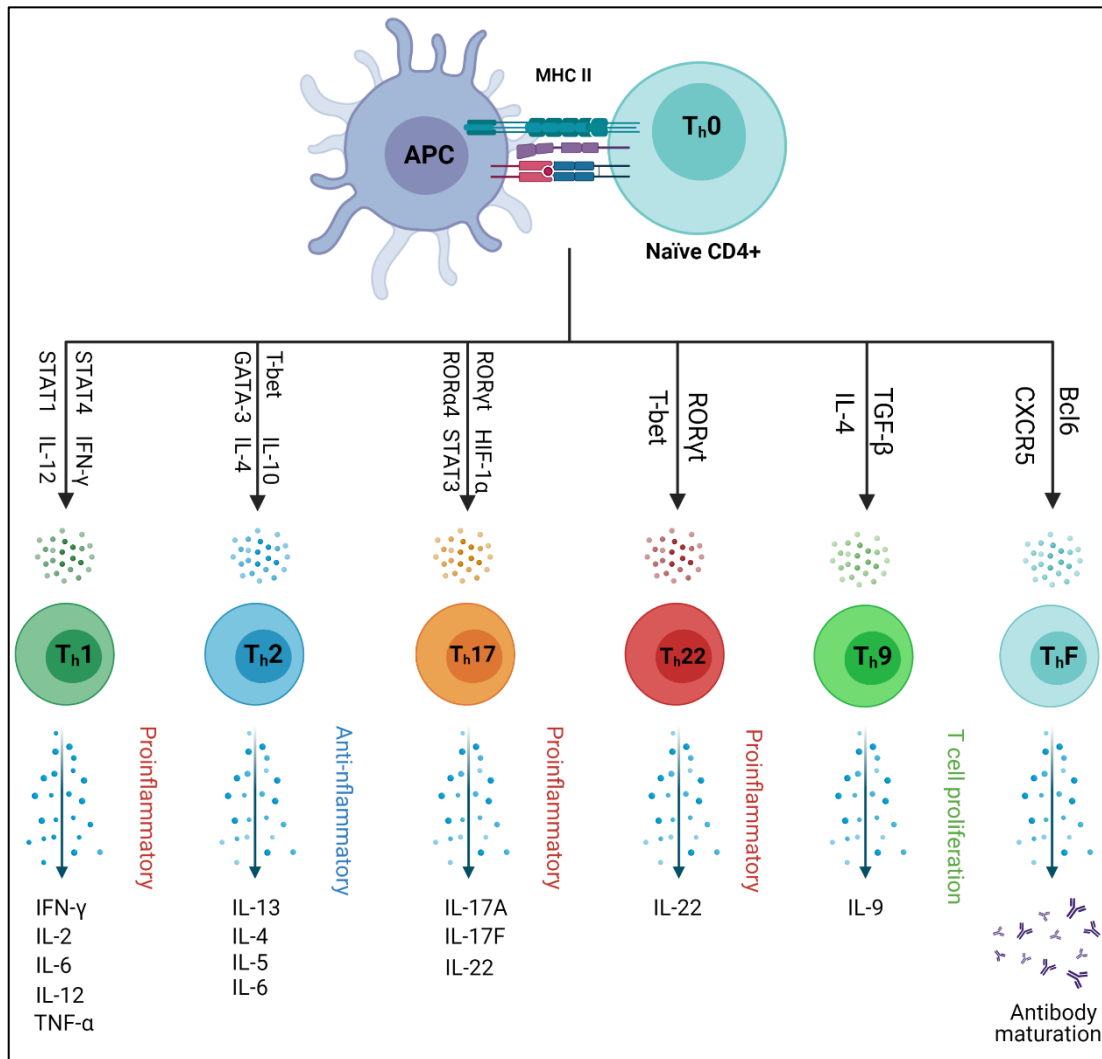 MHC II
APC
Th0
Naïve CD4+
STAT4 IFN-γ
STAT1 IL-12
T-bet IL-10
GATA-3 IL-4
RORγt HIF-1α
RORα4 STAT3
RORγt
T-bet
TGF-β
IL-4
Bcl6
CXCR5
Th1
Th2
Th17
Th22
Th9
ThF
Proinflammatory
Anti-nflammatory
Proinflammatory
Proinflammatory
T cell proliferation
IFN-γ
IL-2
IL-6
IL-12
TNF-α
IL-13
IL-4
IL-5
IL-6
IL-17A
IL-17F
IL-22
IL-22
IL-9
Antibody
maturation